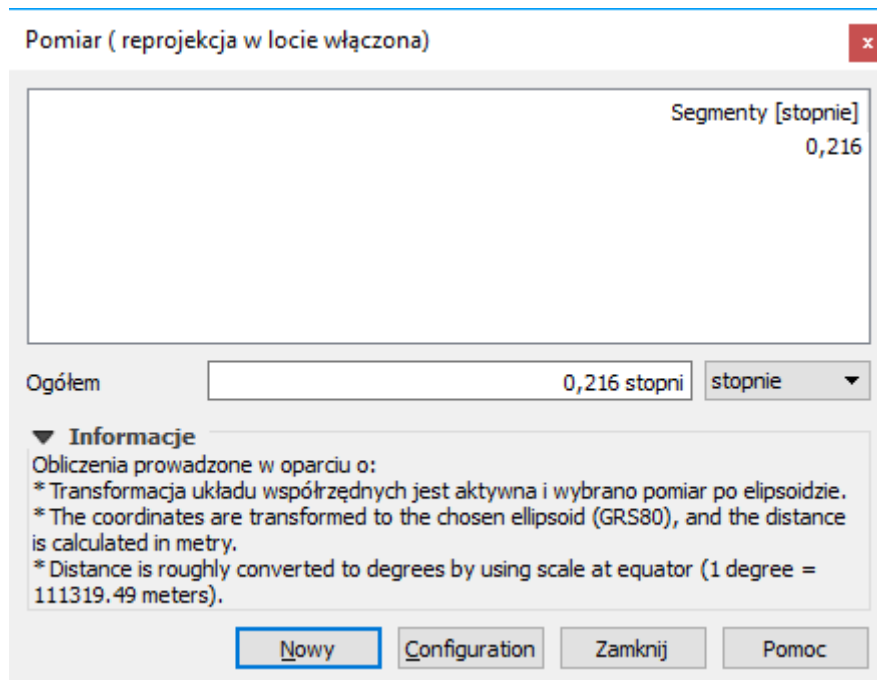 Pomiar ( reprojekcja w locie włączona)
x
Segmenty [stopnie]
0,216
Ogółem 0,216 stopni stopnie
Informacje
Obliczenia prowadzone w oparciu o:
* Transformacja układu współrzędnych jest aktywna i wybrano pomiar po elipsoidzie.
* The coordinates are transformed to the chosen ellipsoid (GRS80), and the distance
is calculated in metry.
* Distance is roughly converted to degrees by using scale at equator (1 degree =
111319.49 meters).
Nowy Configuration Zamknij Pomoc